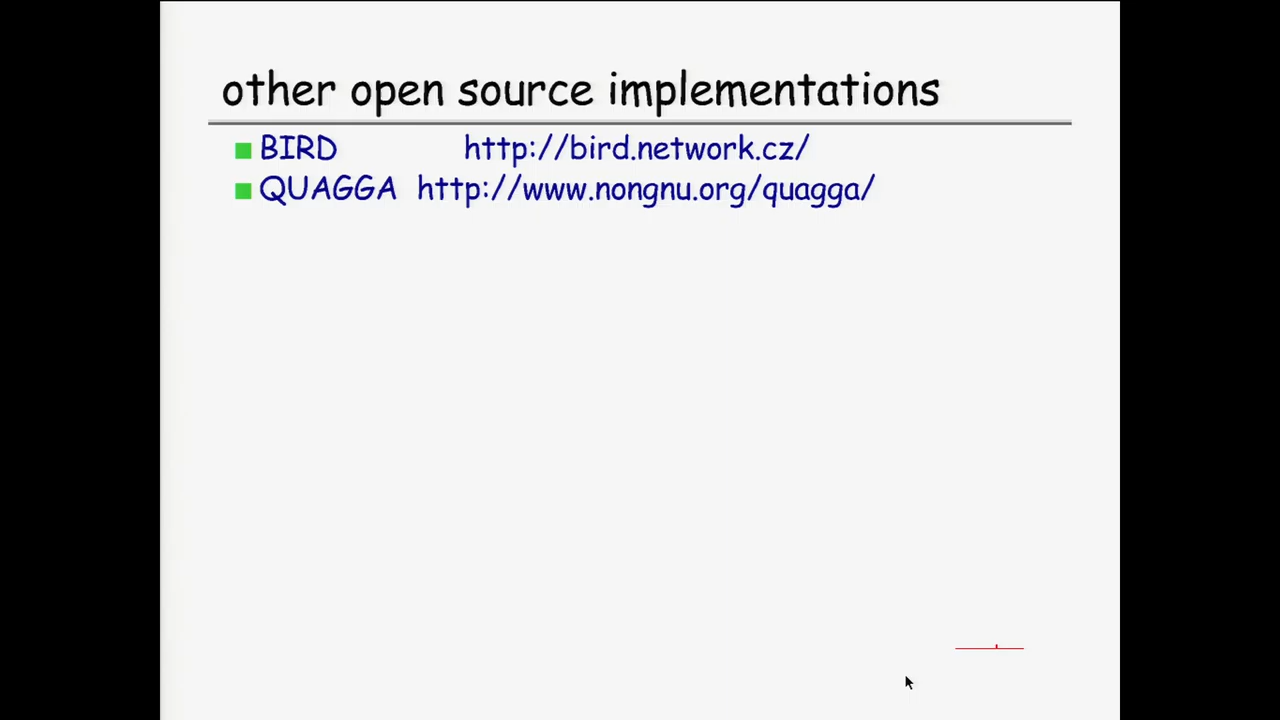 other open source implementations
BIRD http://bird.network.cz/
QUAGGA http://www.nongnu.org/quagga/